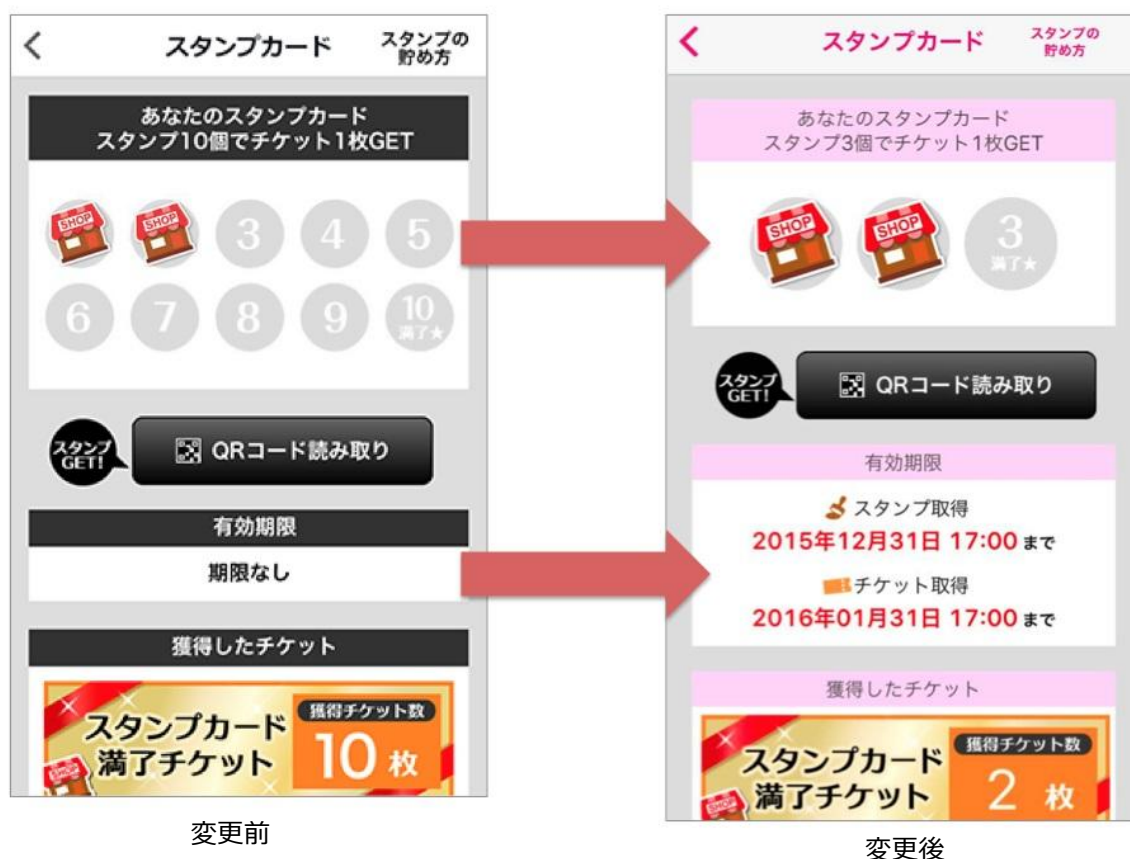 スタンプカード
スタンプの
貯め方
あなたのスタンプカード
スタンプ10個でチケット1枚GET
SHOP
SHOP
3
4
5
6
7
8
9
10
満了★
スタンプ
GET!
QRコード読み取り
有効期限
期限なし
獲得したチケット
スタンプカード
満了チケット
獲得チケット数
10 枚
SHOP
変更前
スタンプカード
スタンプの
貯め方
あなたのスタンプカード
スタンプ3個でチケット1枚GET
SHOP
SHOP
3
満了★
スタンプ
GET!
QRコード読み取り
有効期限
スタンプ取得
2015年12月31日 17:00 まで
チケット取得
2016年01月31日 17:00 まで
獲得したチケット
スタンプカード
満了チケット
獲得チケット数
2 枚
SHOP
変更後